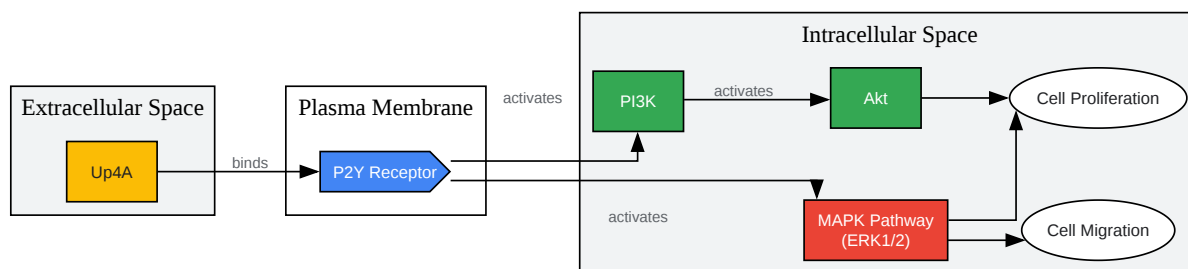 Intracellular Space
Extracellular Space
Plasma Membrane
activates
PI3K
activates
Akt
Cell Proliferation
Up4A
binds
P2Y Receptor
activates
MAPK Pathway
(ERK1/2)
Cell Migration